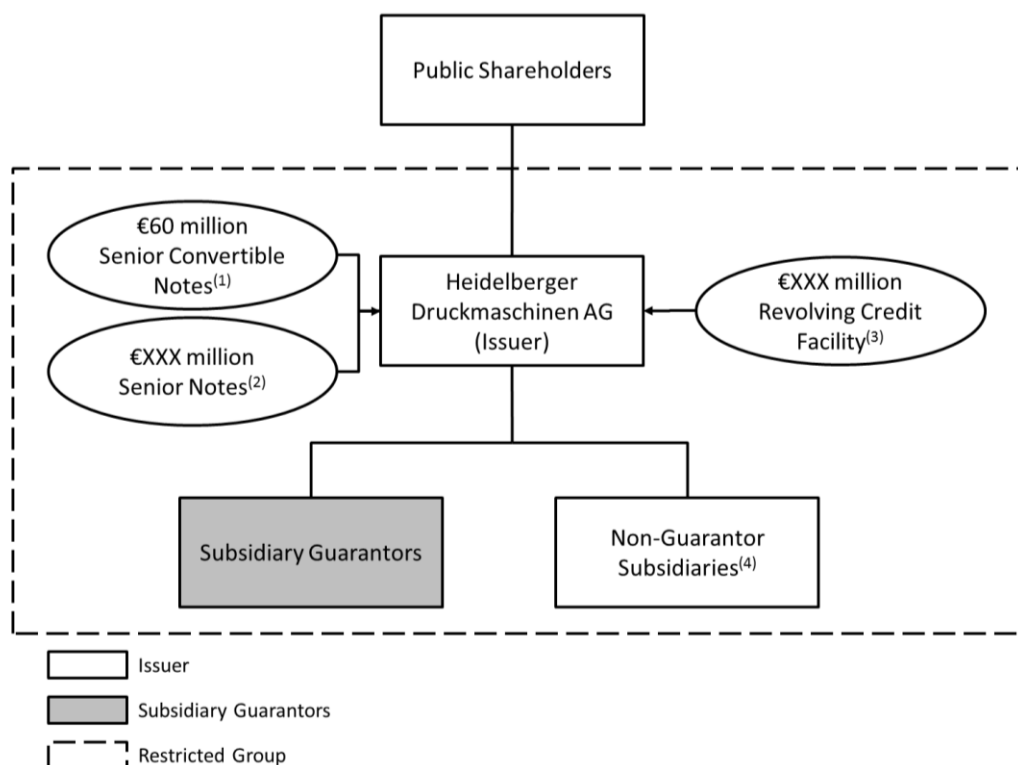 Public Shareholders
€60 million
Senior Convertible
Notes(1)
€XXX million
Senior Notes(2)
Heidelberger
Druckmaschinen AG
(Issuer)
€XXX million
Revolving Credit
Facility(3)
Subsidiary Guarantors
Non-Guarantor
Subsidiaries(4)
Issuer
Subsidiary Guarantors
Restricted Group